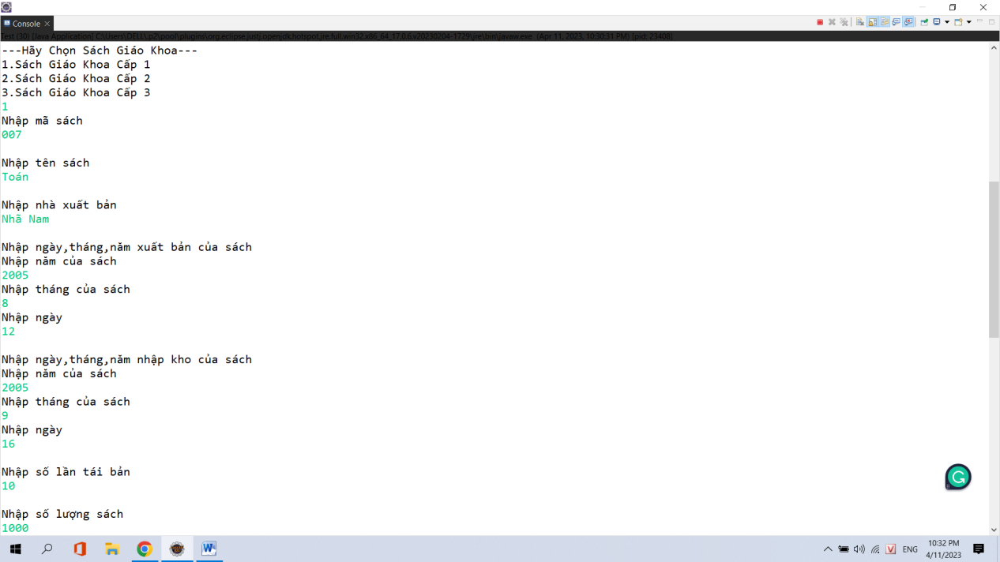 Console
Test (30) [Java Application] C:\Users\DELL\.p2\pool\plugins\org.eclipse.justj.openjdk.hotspot.jre.full.win32.x86_64_17.0.6.v20230204-1729\jre\bin\javaw.exe (Apr 11, 2023, 10:30:31 PM) [pid: 23408]
---Hãy Chọn Sách Giáo Khoa---
1.Sách Giáo Khoa Cấp 1
2.Sách Giáo Khoa Cấp 2
3.Sách Giáo Khoa Cấp 3
1
Nhập mã sách
007
Nhập tên sách
Toán
Nhập nhà xuất bản
Nhã Nam
Nhập ngày,tháng,năm xuất bản của sách
Nhập năm của sách
2005
Nhập tháng của sách
8
Nhập ngày
12
Nhập ngày,tháng,năm nhập kho của sách
Nhập năm của sách
2005
Nhập tháng của sách
9
Nhập ngày
16
Nhập số lần tái bản
10
Nhập số lượng sách
1000
ENG
10:32 PM
4/11/2023